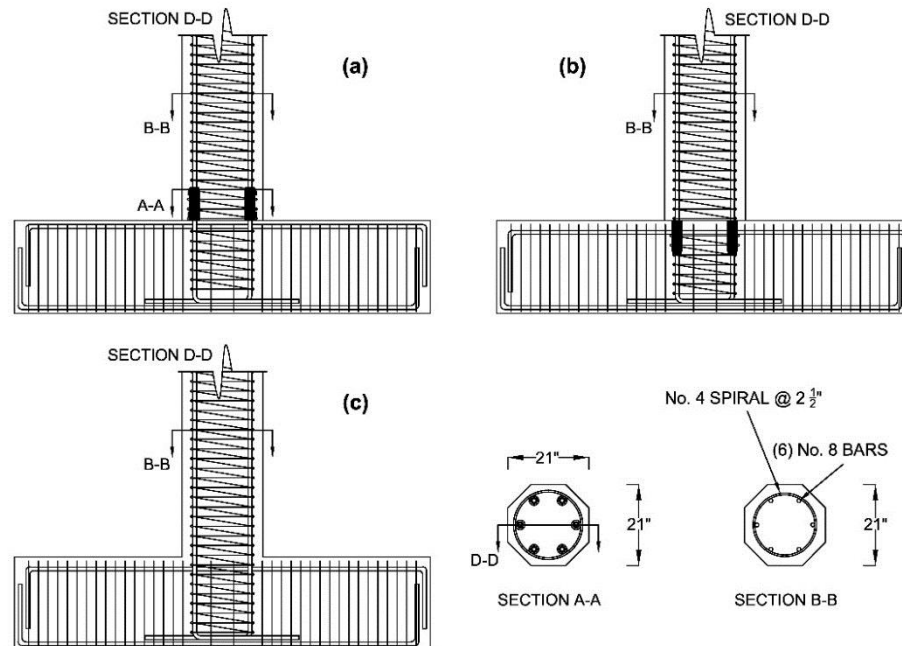 SECTION D-D
(a)
B-B
A-A
SECTION D-D
(b)
B-B
SECTION D-D
(c)
B-B
21"
21"
D-D
SECTION A-A
No. 4 SPIRAL @ 2 1/2"
(6) No. 8 BARS
21"
SECTION B-B